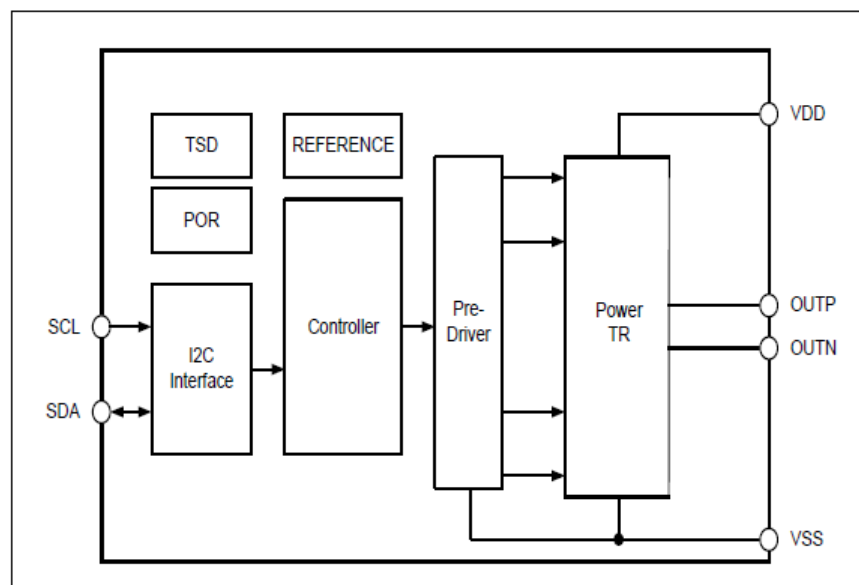 TSD
REFERENCE
VDD
POR
SCL
I2C
Interface
SDA
Controller
Pre-
Driver
Power
TR
OUTP
OUTN
VSS